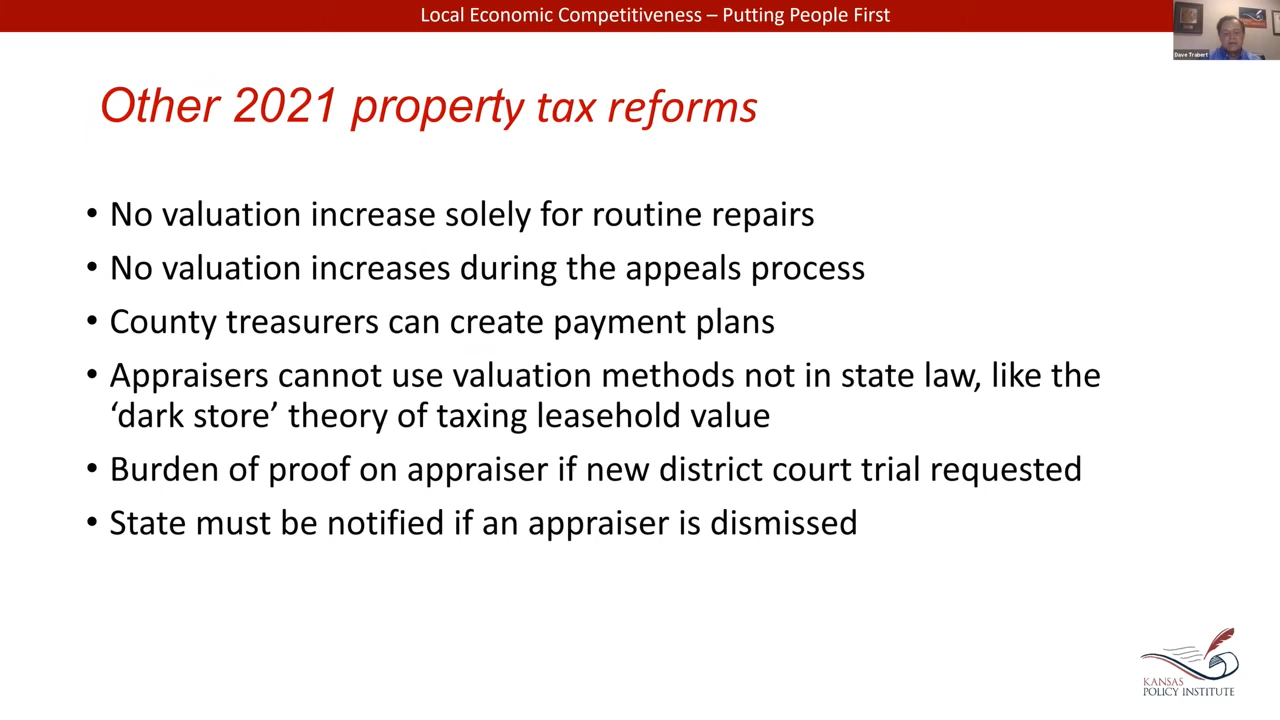 Local Economic Competitiveness – Putting People First
Dave Trabert
Other 2021 property tax reforms
• No valuation increase solely for routine repairs
• No valuation increases during the appeals process
• County treasurers can create payment plans
• Appraisers cannot use valuation methods not in state law, like the
‘dark store’ theory of taxing leasehold value
• Burden of proof on appraiser if new district court trial requested
• State must be notified if an appraiser is dismissed
KANSAS
POLICY INSTITUTE